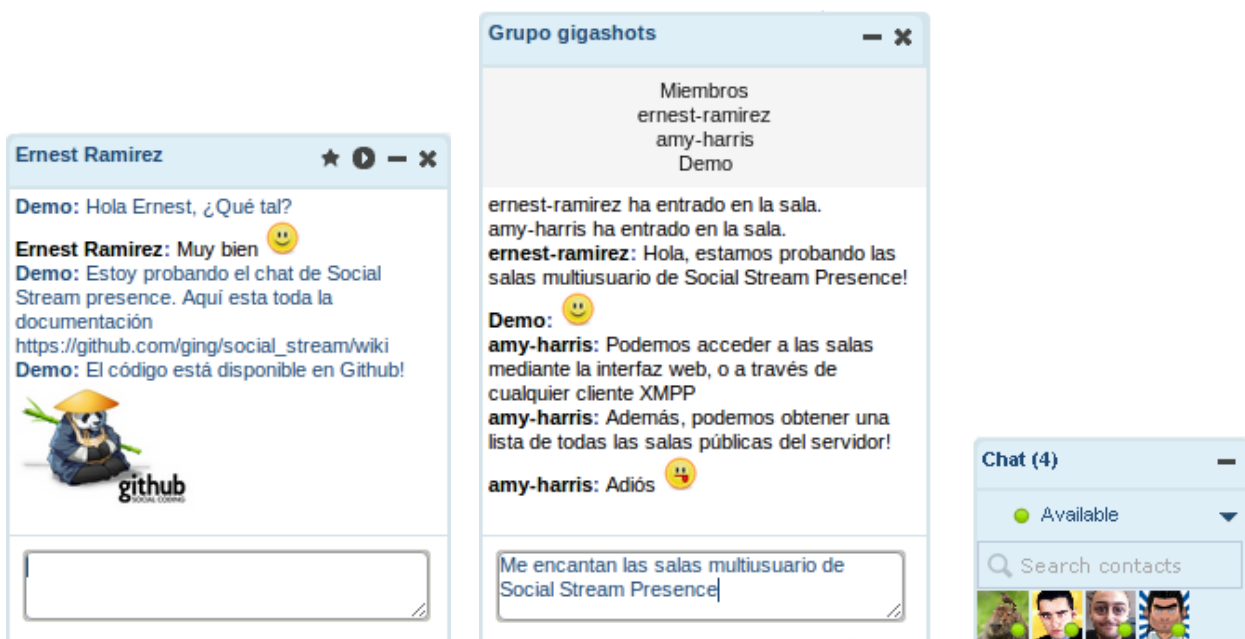 Ernest Ramirez
Demo: Hola Ernest, ¿Qué tal?
Ernest Ramirez: Muy bien
Demo: Estoy probando el chat de Social
Stream presence. Aquí esta toda la
documentación
https://github.com/ging/social_stream/wiki
Demo: El código está disponible en Github!
github
SOCIAL CODING
Grupo gigashots
Miembros
ernest-ramirez
amy-harris
Demo
ernest-ramirez ha entrado en la sala.
amy-harris ha entrado en la sala.
ernest-ramirez: Hola, estamos probando las
salas multiusuario de Social Stream Presence!
Demo:
amy-harris: Podemos acceder a las salas
mediante la interfaz web, o a través de
cualquier cliente XMPP
amy-harris: Además, podemos obtener una
lista de todas las salas públicas del servidor!
amy-harris: Adiós
Me encantan las salas multiusuario de
Social Stream Presence
Chat (4)
Available
Search contacts